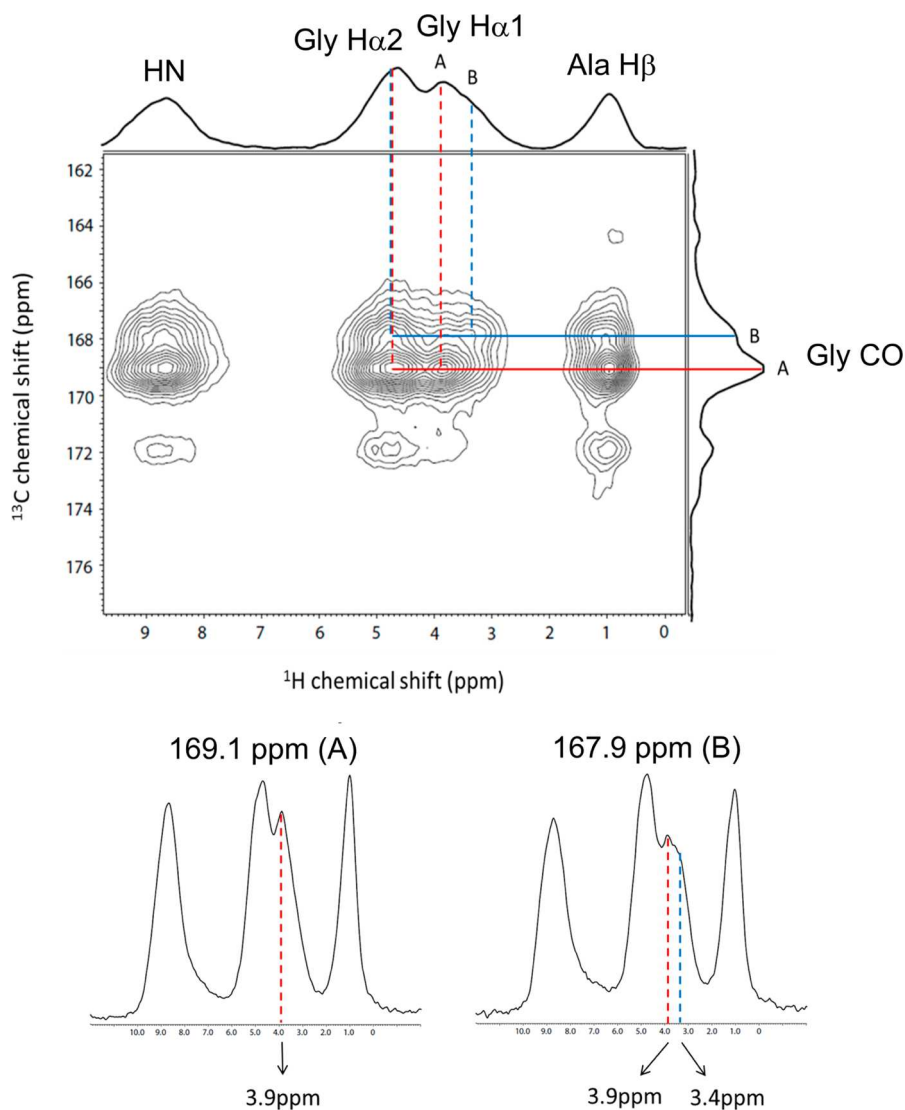 Gly Hα2
Gly Hα1
HN
A
B
Ala Hβ
162
164
166
168
170
172
174
176
13C chemical shift (ppm)
B
A
Gly CO
9 8 7 6 5 4 3 2 1 0
1H chemical shift (ppm)
169.1 ppm (A)
167.9 ppm (B)
10.0 9.0 8.0 7.0 6.0 5.0 4.0 3.0 2.0 1.0 0
10.0 9.0 8.0 7.0 6.0 5.0 4.0 3.0 2.0 1.0 0
3.9ppm
3.9ppm
3.4ppm